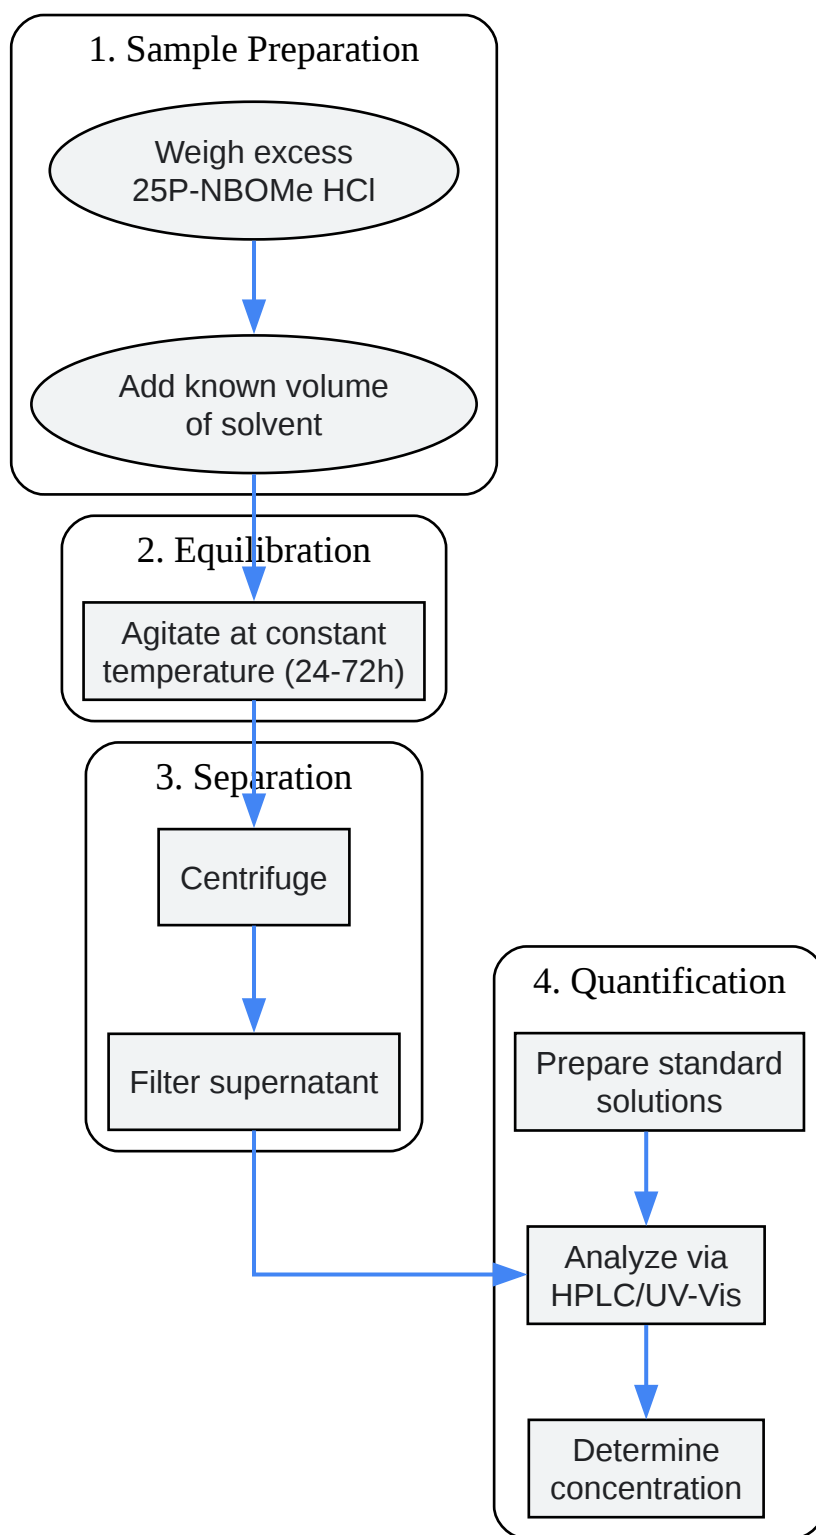 1. Sample Preparation
Weigh excess
25P-NBOMe HCl
Add known volume
of solvent
2. Equilibration
Agitate at constant
temperature (24-72h)
3. Separation
Centrifuge
Filter supernatant
4. Quantification
Prepare standard
solutions
Analyze via
HPLC/UV-Vis
Determine
concentration